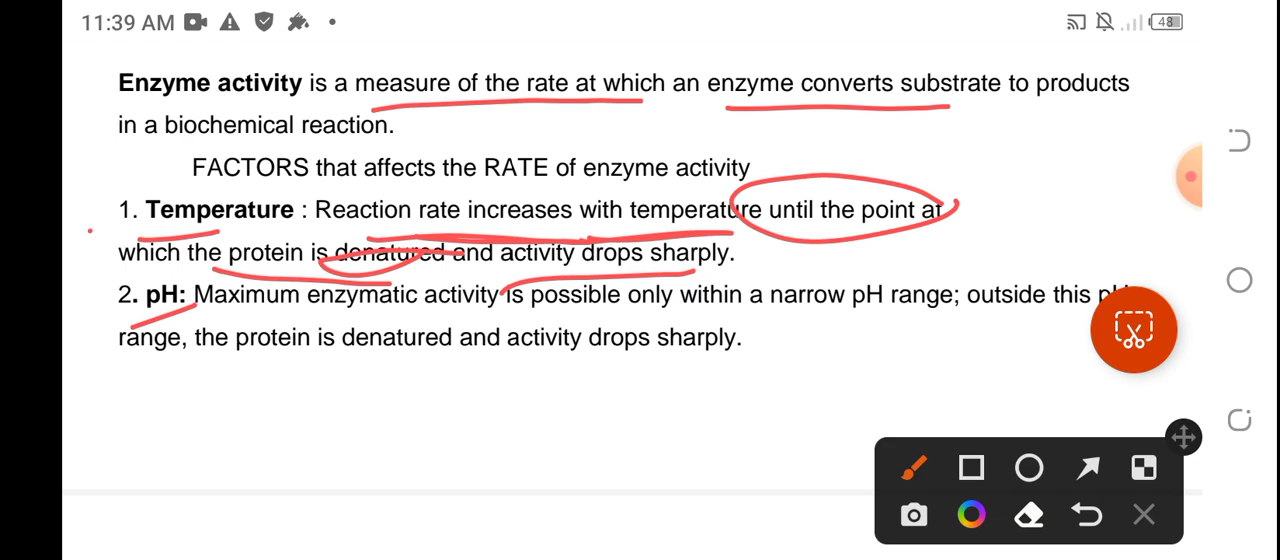 11:39 AM
48
Enzyme activity is a measure of the rate at which an enzyme converts substrate to products
in a biochemical reaction.
FACTORS that affects the RATE of enzyme activity
1. Temperature : Reaction rate increases with temperature until the point at
which the protein is denatured and activity drops sharply.
2. pH: Maximum enzymatic activity is possible only within a narrow pH range; outside this pH
range, the protein is denatured and activity drops sharply.